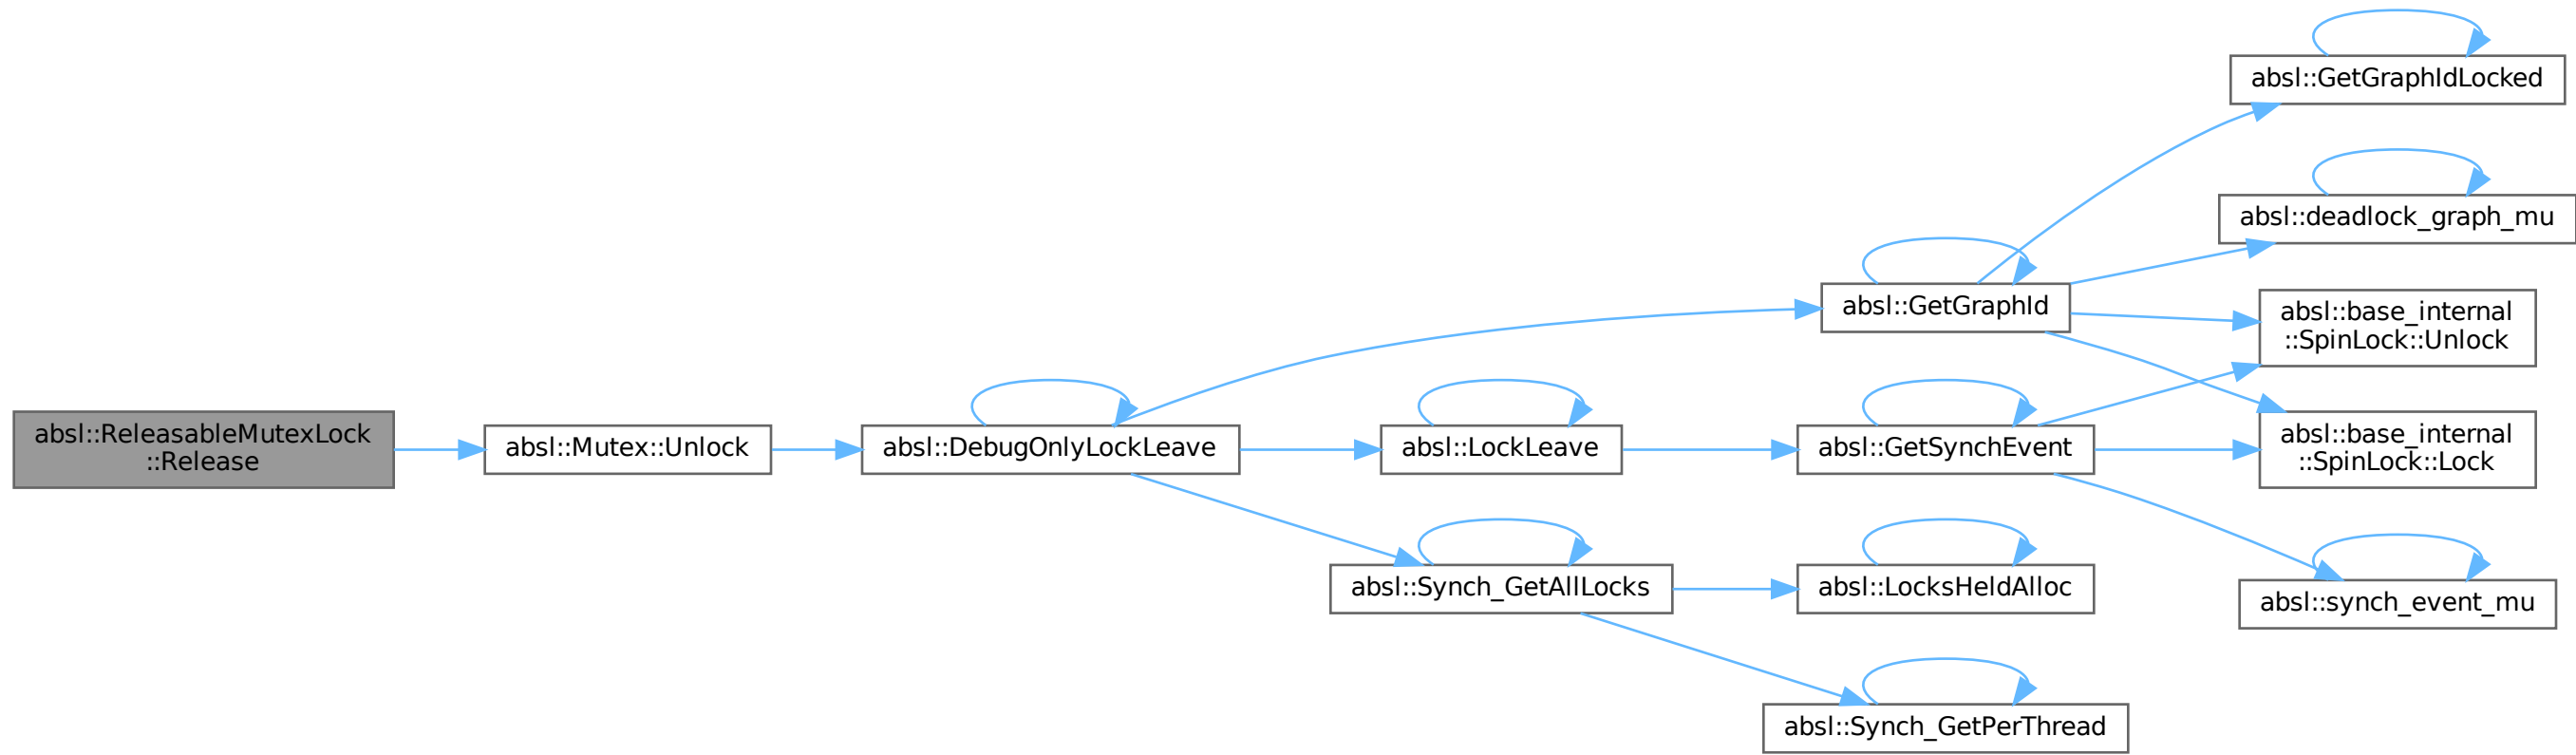 absl::ReleasableMutexLock
::Release
absl::Mutex::Unlock
absl::DebugOnlyLockLeave
absl::GetGraphId
absl::GetGraphIdLocked
absl::deadlock_graph_mu
absl::base_internal
::SpinLock::Unlock
absl::base_internal
::SpinLock::Lock
absl::LockLeave
absl::GetSynchEvent
absl::synch_event_mu
absl::Synch_GetAllLocks
absl::LocksHeldAlloc
absl::Synch_GetPerThread